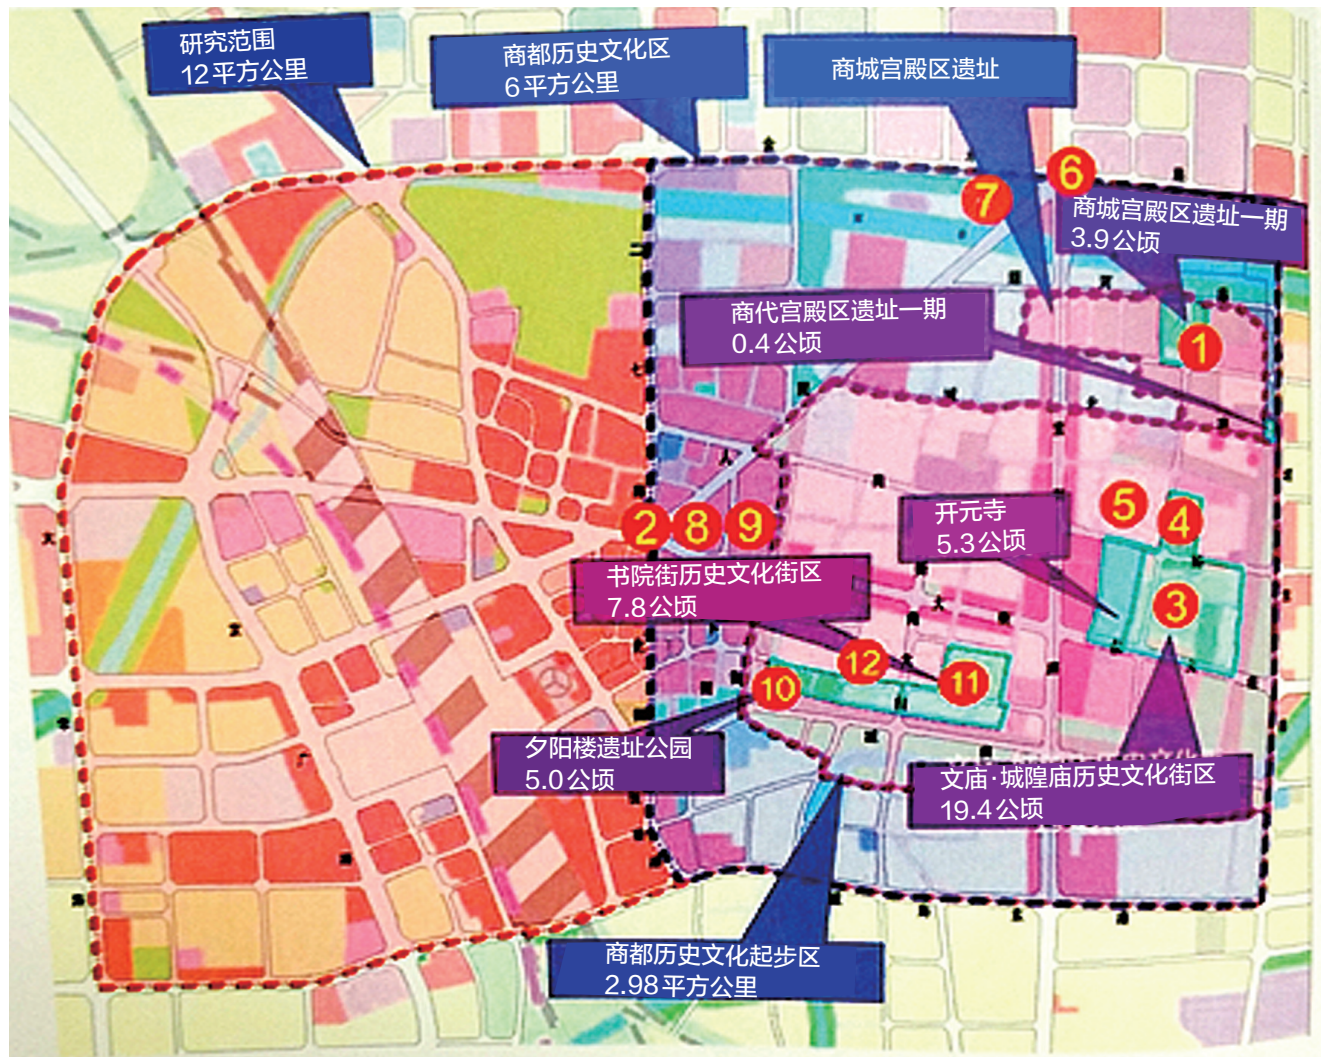 研究范围
12平方公里
商都历史文化区
6平方公里
商城宫殿区遗址
7
6
商城宫殿区遗址一期
3.9公顷
商代宫殿区遗址一期
0.4公顷
1
开元寺
5.3公顷
5
4
2
8
9
书院街历史文化街区
7.8公顷
3
12
11
10
夕阳楼遗址公园
5.0公顷
文庙·城隍庙历史文化街区
19.4公顷
商都历史文化起步区
2.98平方公里